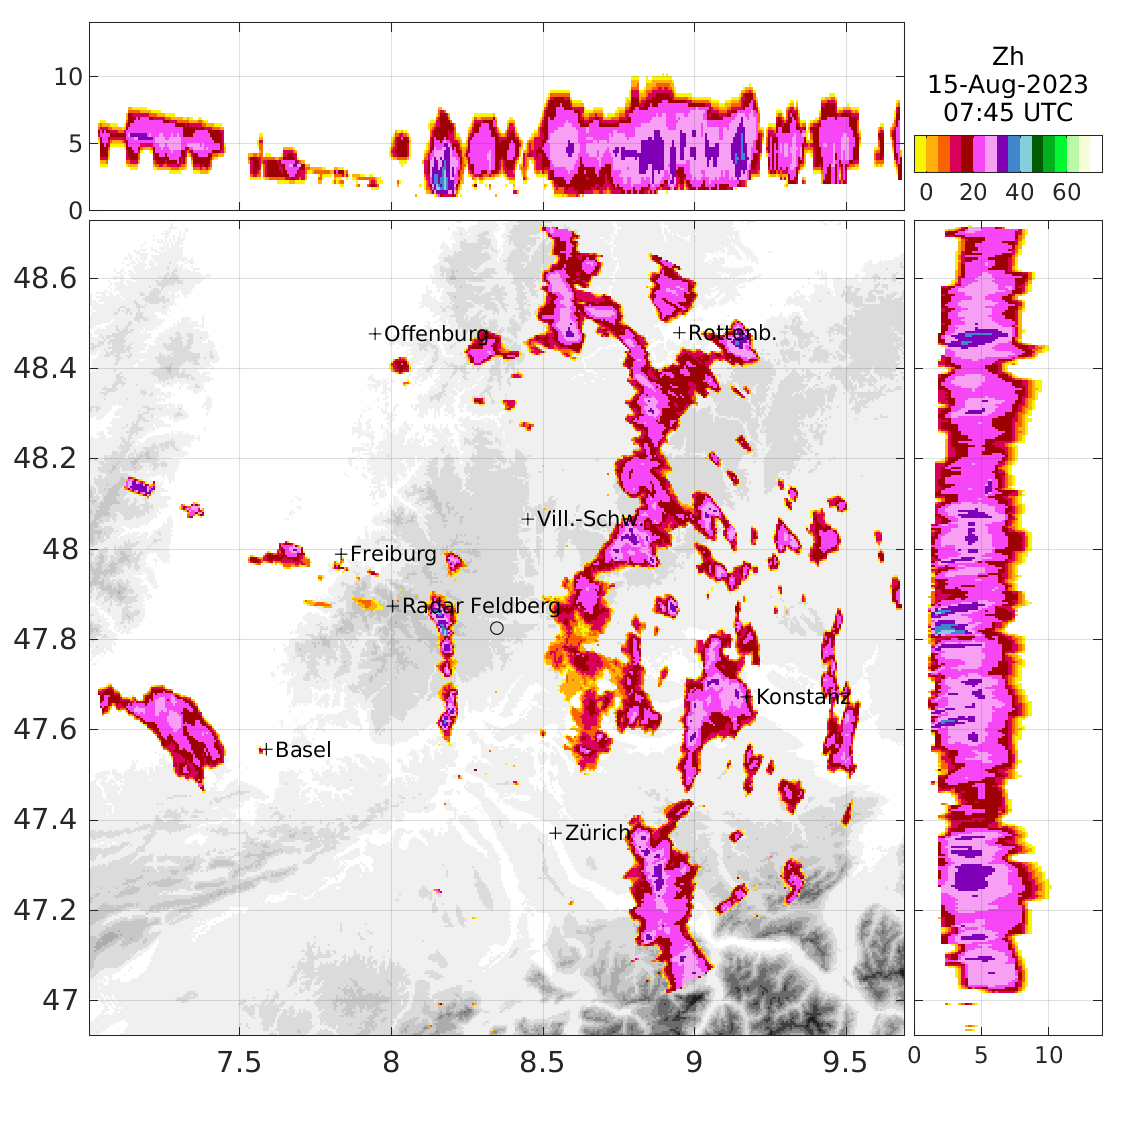 10
5
0
Zh
15-Aug-2023
07:45 UTC
0 20 40 60
48.6
48.4
48.2
48
47.8
47.6
47.4
47.2
47
+Offenburg
+Rottenb.
+Vill.-Schw.
+Freiburg
+Radar Feldberg
+Konstanz
+Basel
+Zürich
7.5 8 8.5 9 9.5
0 5 10